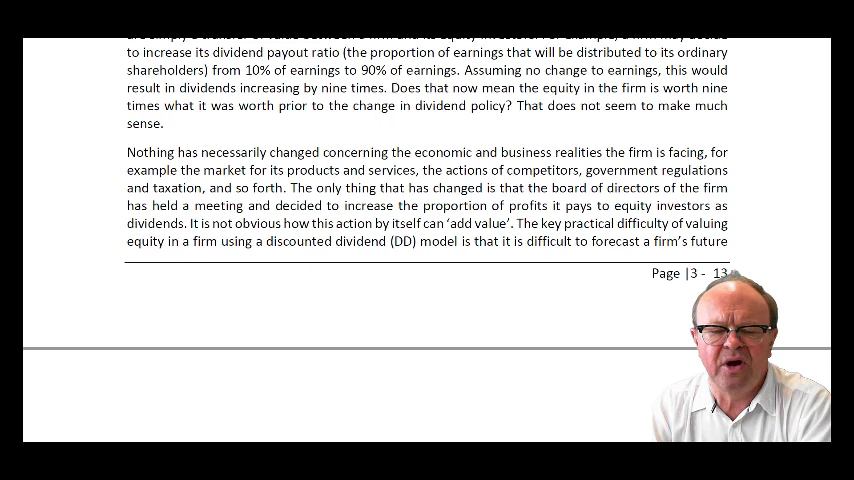 to increase its dividend payout ratio (the proportion of earnings that will be distributed to its ordinary
shareholders) from 10% of earnings to 90% of earnings. Assuming no change to earnings, this would
result in dividends increasing by nine times. Does that now mean the equity in the firm is worth nine
times what it was worth prior to the change in dividend policy? That does not seem to make much
sense.
Nothing has necessarily changed concerning the economic and business realities the firm is facing, for
example the market for its products and services, the actions of competitors, government regulations
and taxation, and so forth. The only thing that has changed is that the board of directors of the firm
has held a meeting and decided to increase the proportion of profits it pays to equity investors as
dividends. It is not obvious how this action by itself can ‘add value’. The key practical difficulty of valuing
equity in a firm using a discounted dividend (DD) model is that it is difficult to forecast a firm’s future
Page |3 - 13